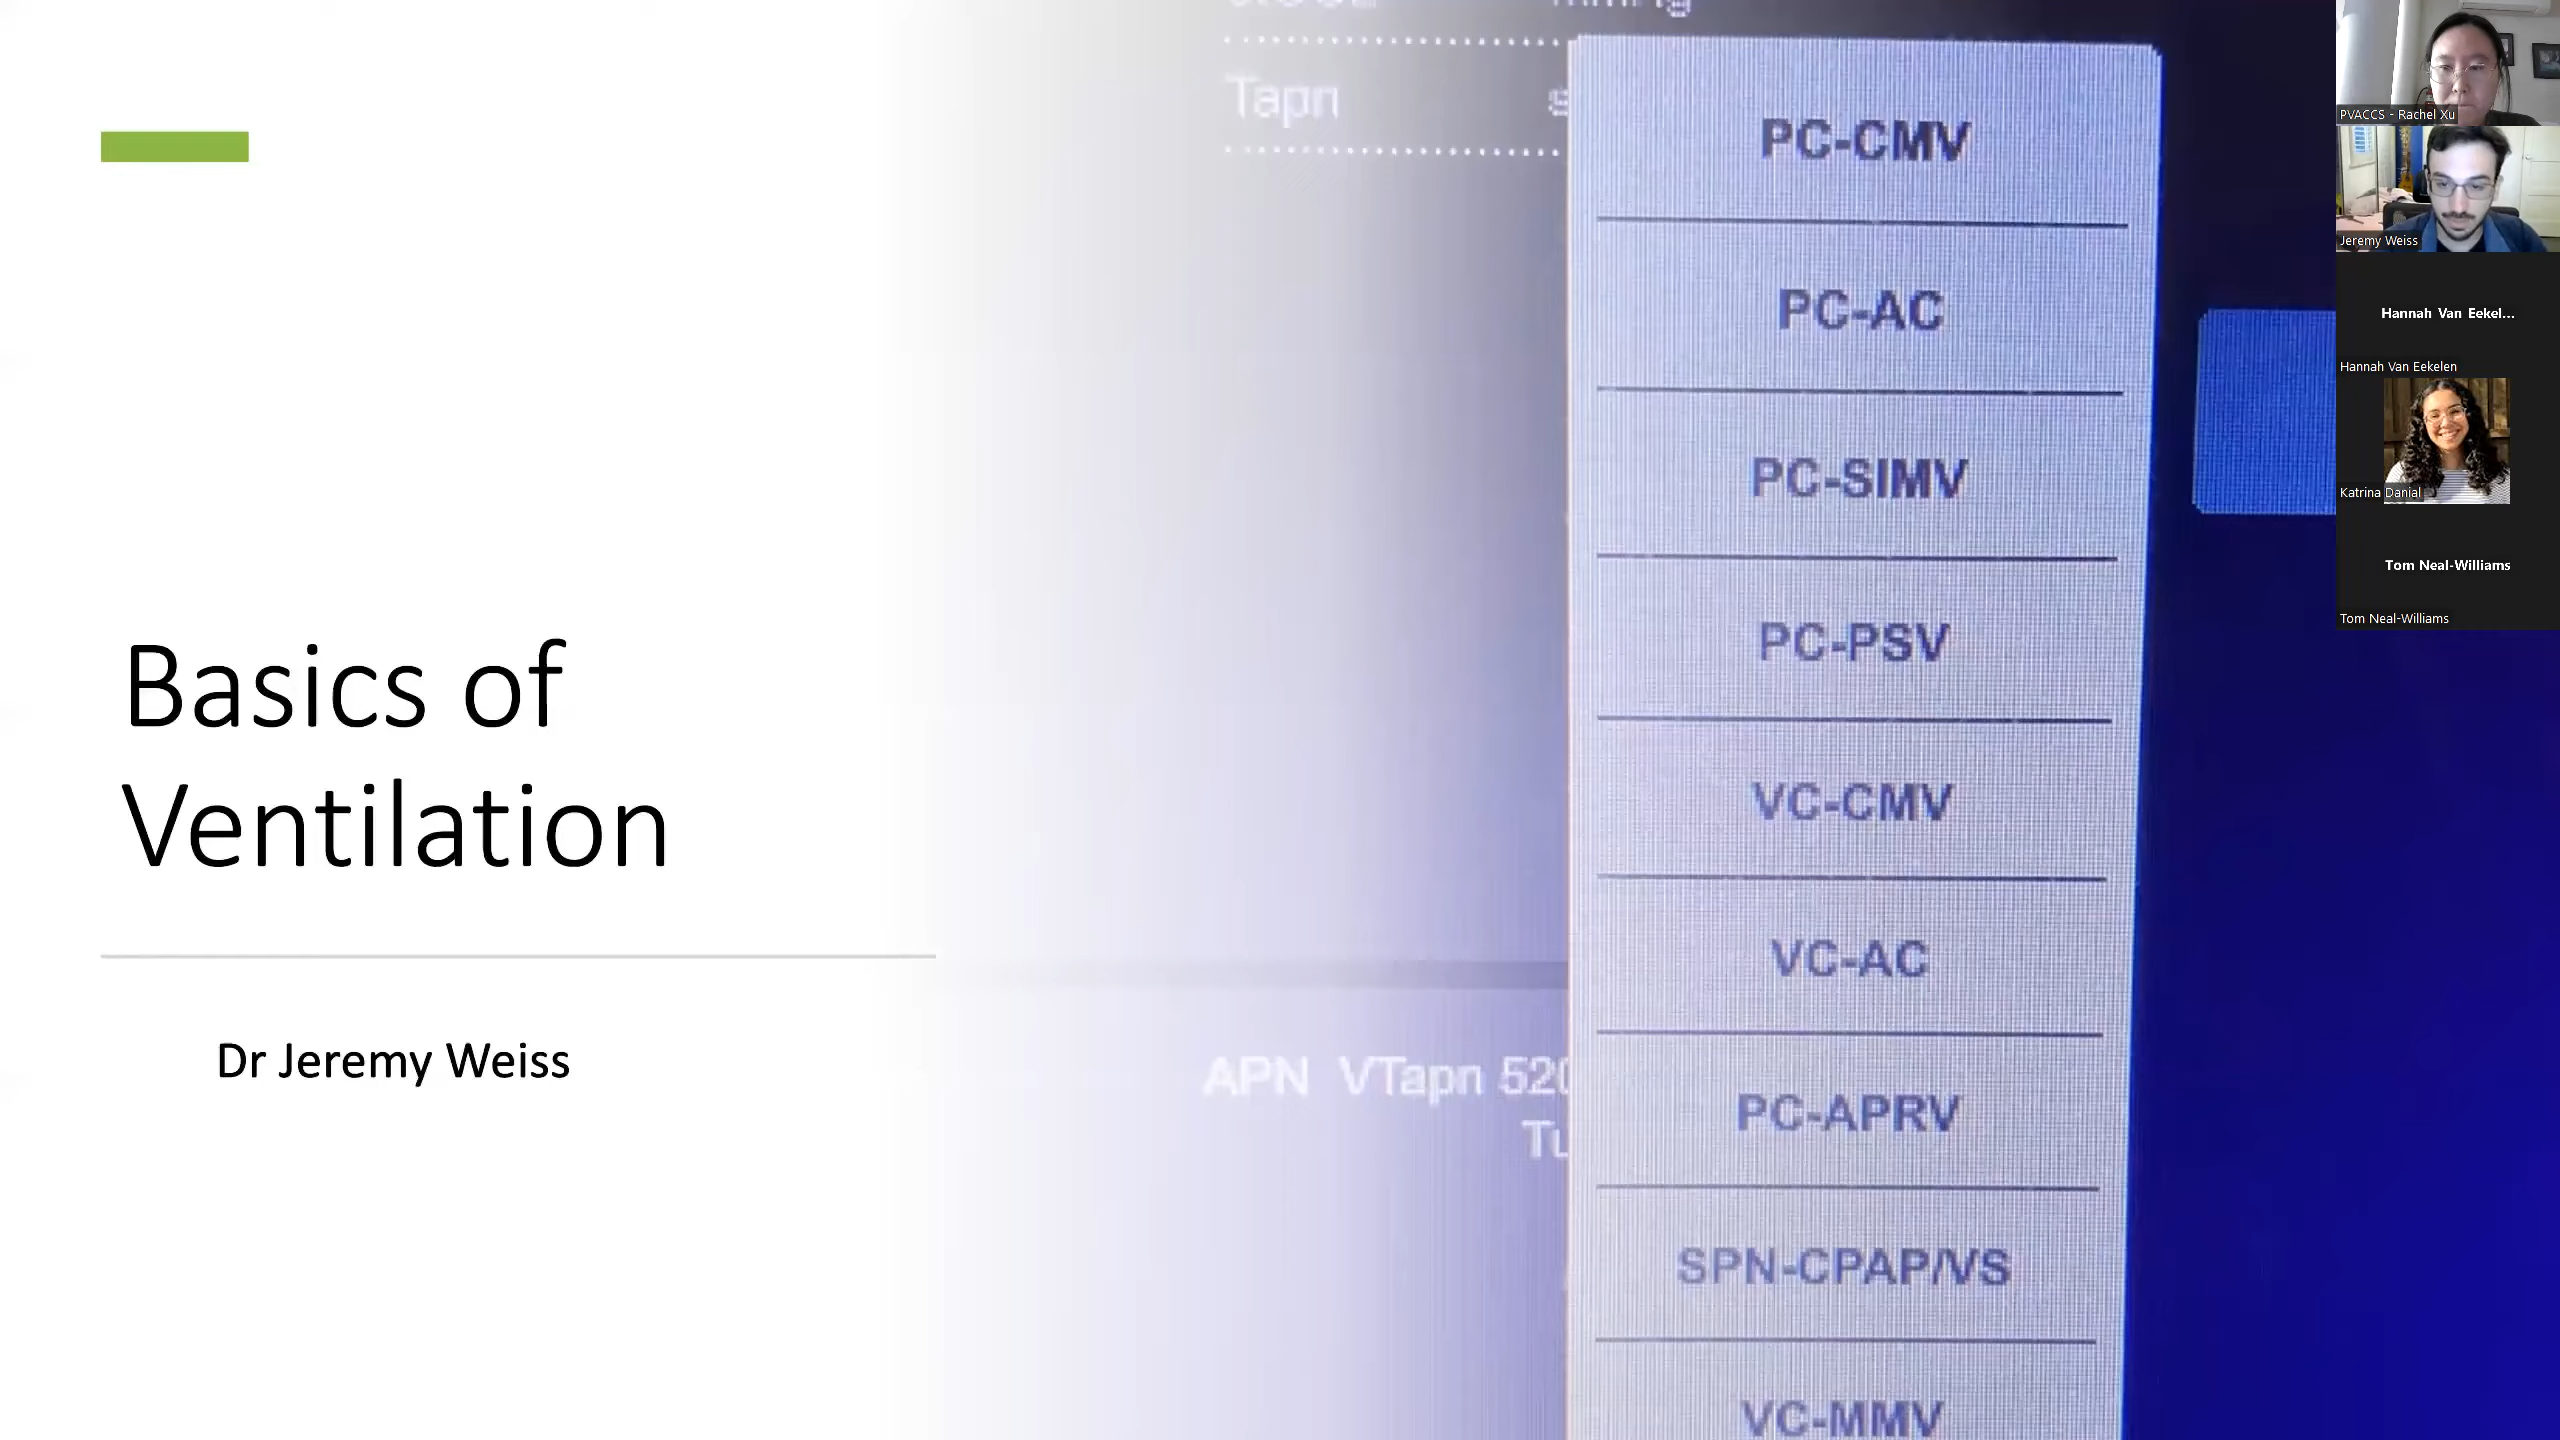 Basics of
Ventilation
Dr Jeremy Weiss
Tapn
APN VTapn 520
PC-CMV
PC-AC
PC-SIMV
PC-PSV
VC-CMV
VC-AC
PC-APRV
SPN-CPAP/VS
VC-MMV
PVACCS - Rachel Xu
Jeremy Weiss
Hannah Van Eekel...
Hannah Van Eekelen
Katrina Danial
Tom Neal-Williams
Tom Neal-Williams